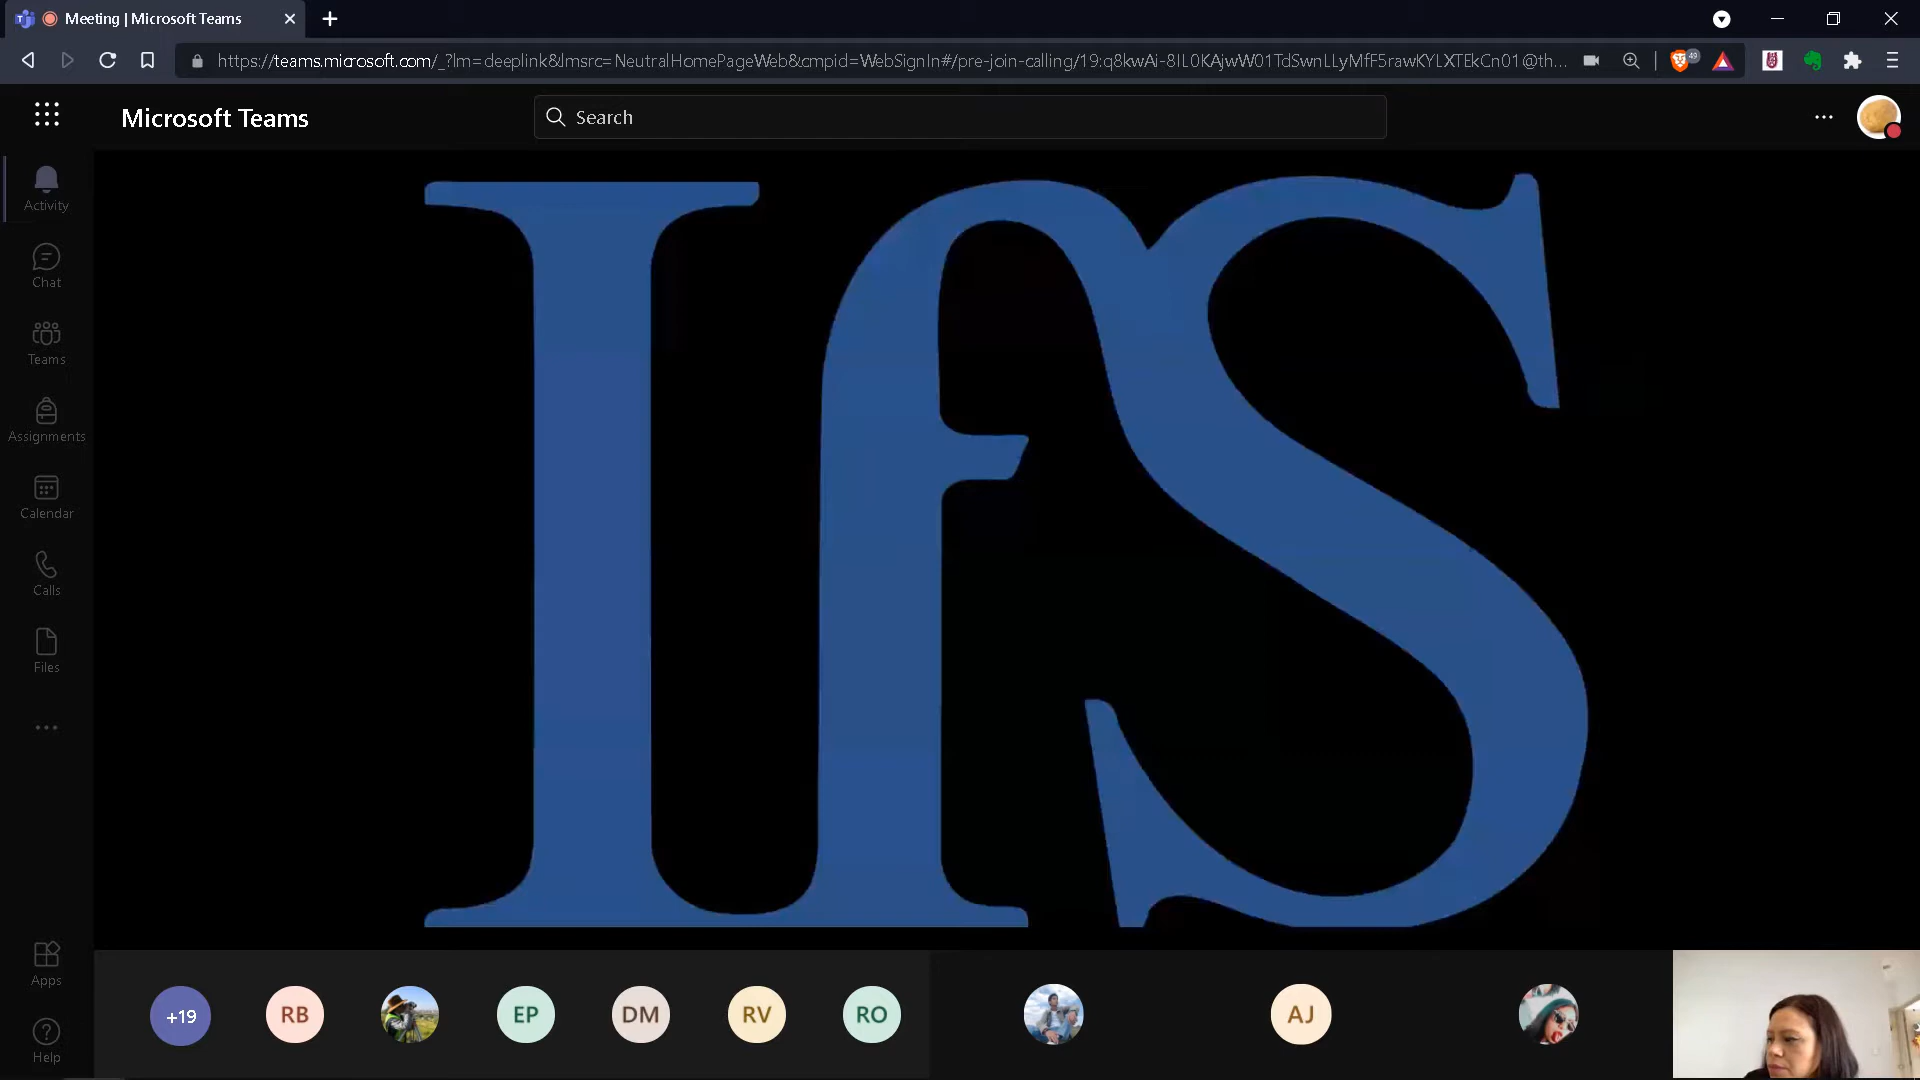 Meeting | Microsoft Teams
https://teams.microsoft.com/_?lm=deeplink&lmsrc=NeutralHomePageWeb&cmpid=WebSignIn#/pre-join-calling/19:q8kwAi-8IL0KAjwW01TdSwnLLyMfF5rawKYLXTEkCn01@th...
49
Microsoft Teams
Search
Activity
Chat
Teams
Assignments
Calendar
Calls
Files
Apps
Help
IfS
+19
RB
EP
DM
RV
RO
AJ